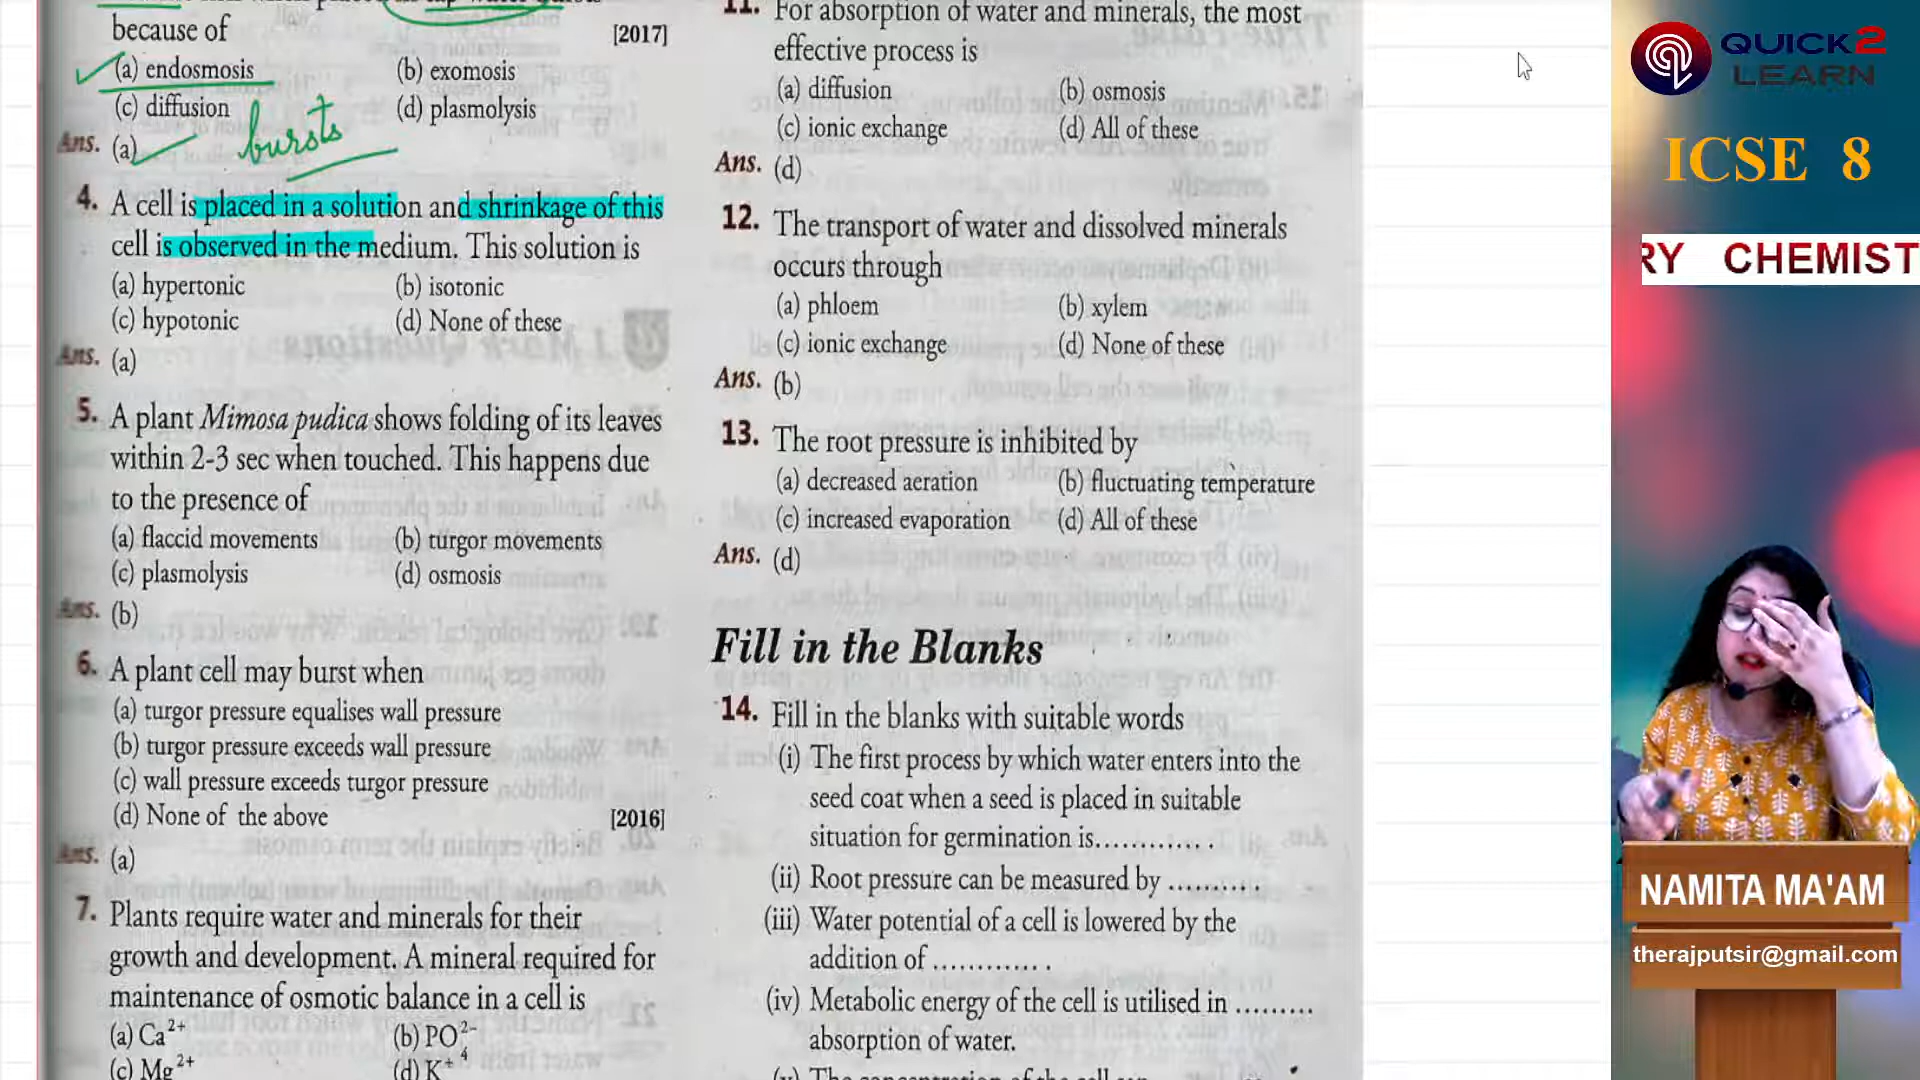 because of [2017]
(a) endosmosis (b) exomosis
(c) diffusion (d) plasmolysis
Ans. (a) bursts
4. A cell is placed in a solution and shrinkage of this
cell is observed in the medium. This solution is
(a) hypertonic (b) isotonic
(c) hypotonic (d) None of these
Ans. (a)
5. A plant Mimosa pudica shows folding of its leaves
within 2-3 sec when touched. This happens due
to the presence of
(a) flaccid movements (b) turgor movements
(c) plasmolysis (d) osmosis
Ans. (b)
6. A plant cell may burst when
(a) turgor pressure equalises wall pressure
(b) turgor pressure exceeds wall pressure
(c) wall pressure exceeds turgor pressure
(d) None of the above [2016]
Ans. (a)
7. Plants require water and minerals for their
growth and development. A mineral required for
maintenance of osmotic balance in a cell is
(a) Ca2+ (b) PO2-4
(c) Mg2+ (d) K+
11. For absorption of water and minerals, the most
effective process is
(a) diffusion (b) osmosis
(c) ionic exchange (d) All of these
Ans. (d)
12. The transport of water and dissolved minerals
occurs through
(a) phloem (b) xylem
(c) ionic exchange (d) None of these
Ans. (b)
13. The root pressure is inhibited by
(a) decreased aeration (b) fluctuating temperature
(c) increased evaporation (d) All of these
Ans. (d)
Fill in the Blanks
14. Fill in the blanks with suitable words
(i) The first process by which water enters into the
seed coat when a seed is placed in suitable
situation for germination is.............
(ii) Root pressure can be measured by ..........
(iii) Water potential of a cell is lowered by the
addition of .............
(iv) Metabolic energy of the cell is utilised in .........
absorption of water.
QUICK2
LEARN
ICSE 8
RY CHEMIST
NAMITA MA'AM
therajputsir@gmail.com